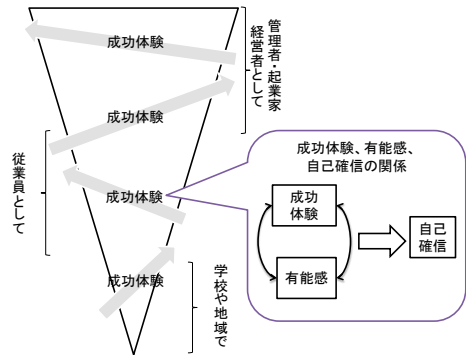 成功体験
管理者・起業家
経営者として
成功体験
従業員として
成功体験
成功体験
学校や地域で
成功体験、有能感、
自己確信の関係
成功
体験
有能感
自己
確信